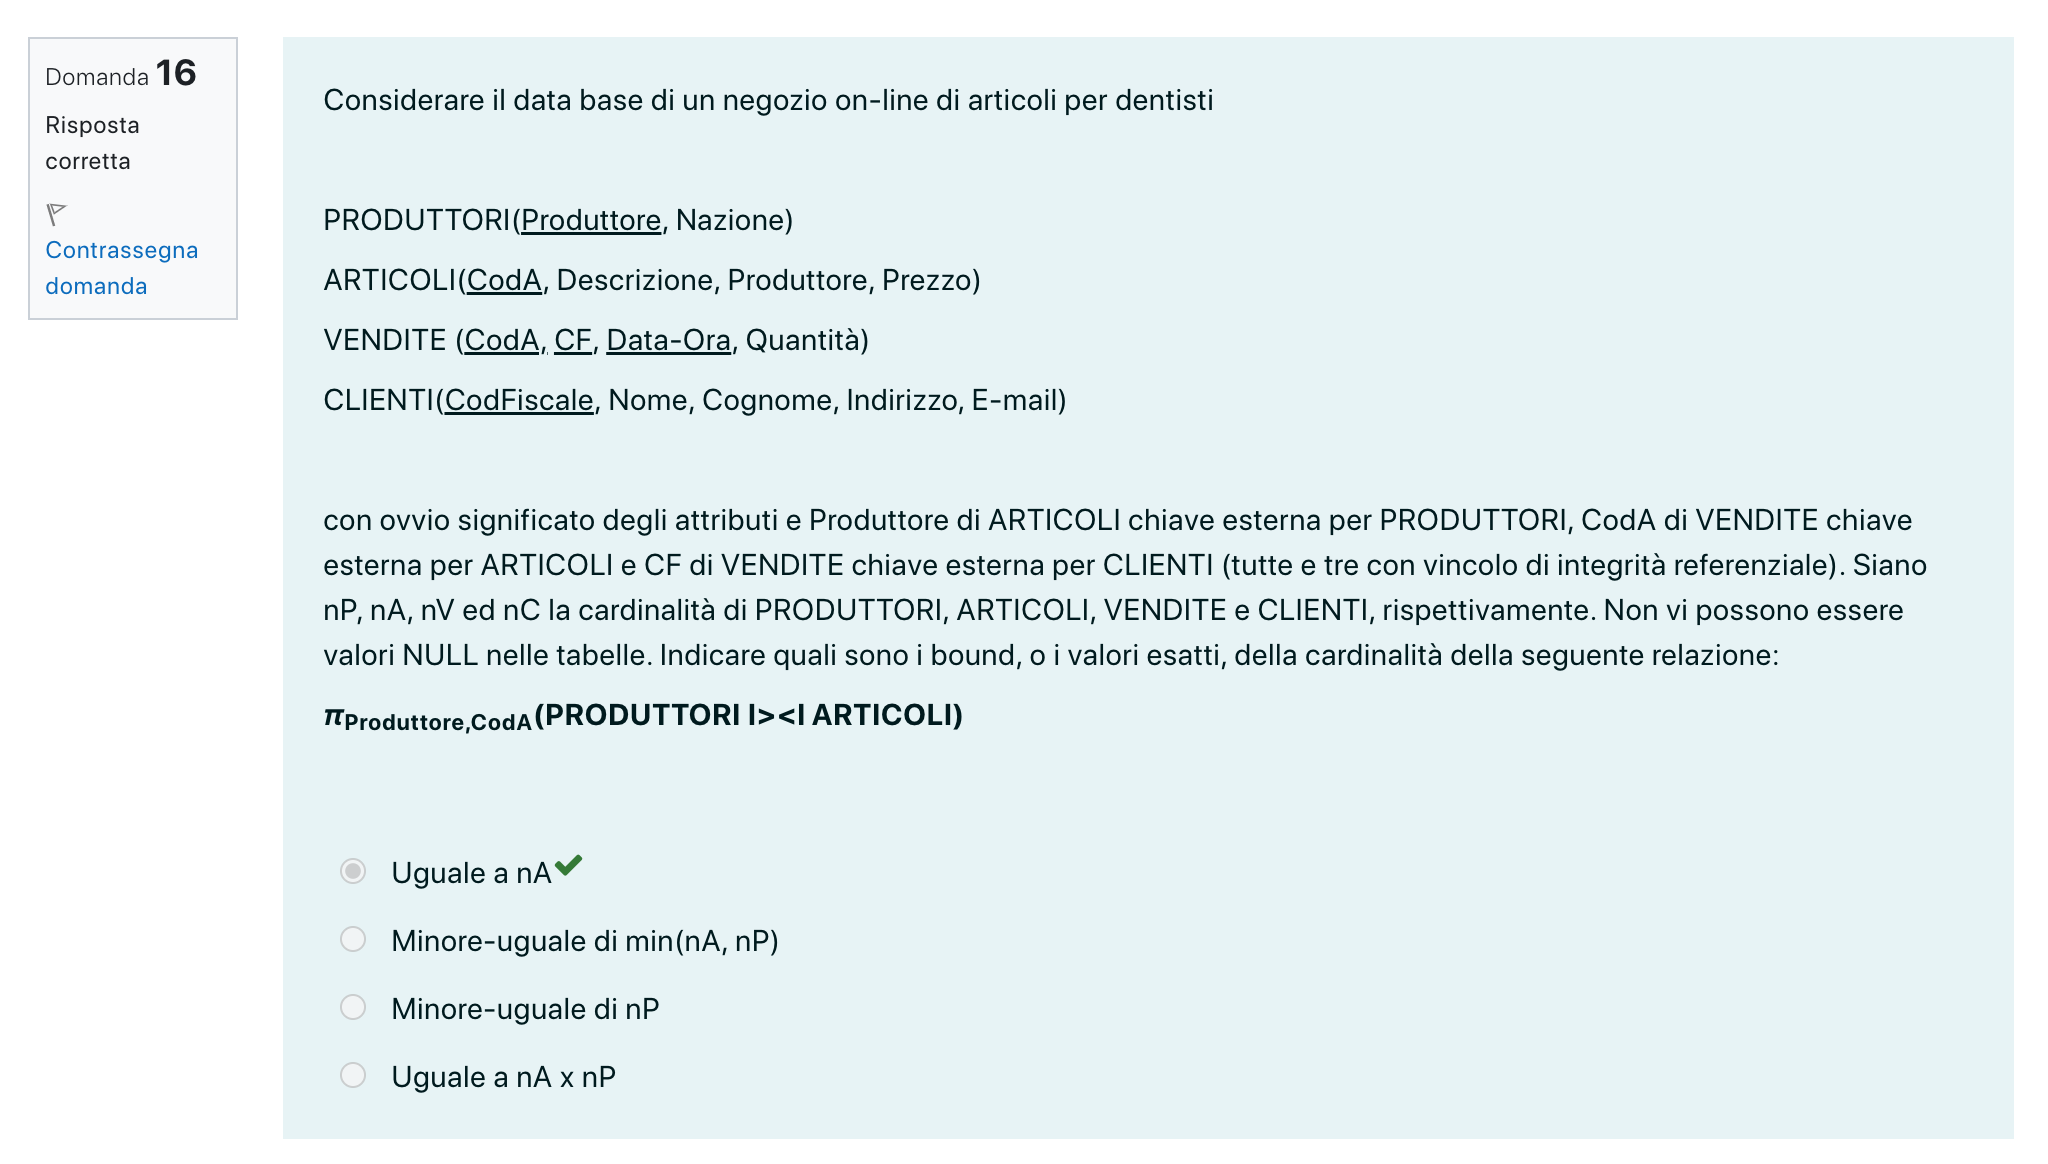 Domanda 16
Risposta
corretta
Contrassegna
domanda
Considerare il data base di un negozio on-line di articoli per dentisti
PRODUTTORI(Produttore, Nazione)
ARTICOLI(CodA, Descrizione, Produttore, Prezzo)
VENDITE (CodA, CF, Data-Ora, Quantità)
CLIENTI(CodFiscale, Nome, Cognome, Indirizzo, E-mail)
con ovvio significato degli attributi e Produttore di ARTICOLI chiave esterna per PRODUTTORI, CodA di VENDITE chiave
esterna per ARTICOLI e CF di VENDITE chiave esterna per CLIENTI (tutte e tre con vincolo di integrità referenziale). Siano
nP, nA, nV ed nC la cardinalità di PRODUTTORI, ARTICOLI, VENDITE e CLIENTI, rispettivamente. Non vi possono essere
valori NULL nelle tabelle. Indicare quali sono i bound, o i valori esatti, della cardinalità della seguente relazione:
πProduttore,CodA(PRODUTTORI I><I ARTICOLI)
Uguale a nA
Minore-uguale di min(nA, nP)
Minore-uguale di nP
Uguale a nA x nP